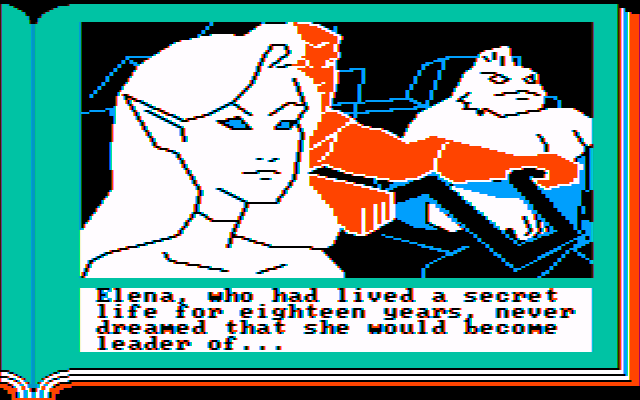 Elena, who had lived a secret
life for eighteen years, never
dreamed that she would become
leader of...